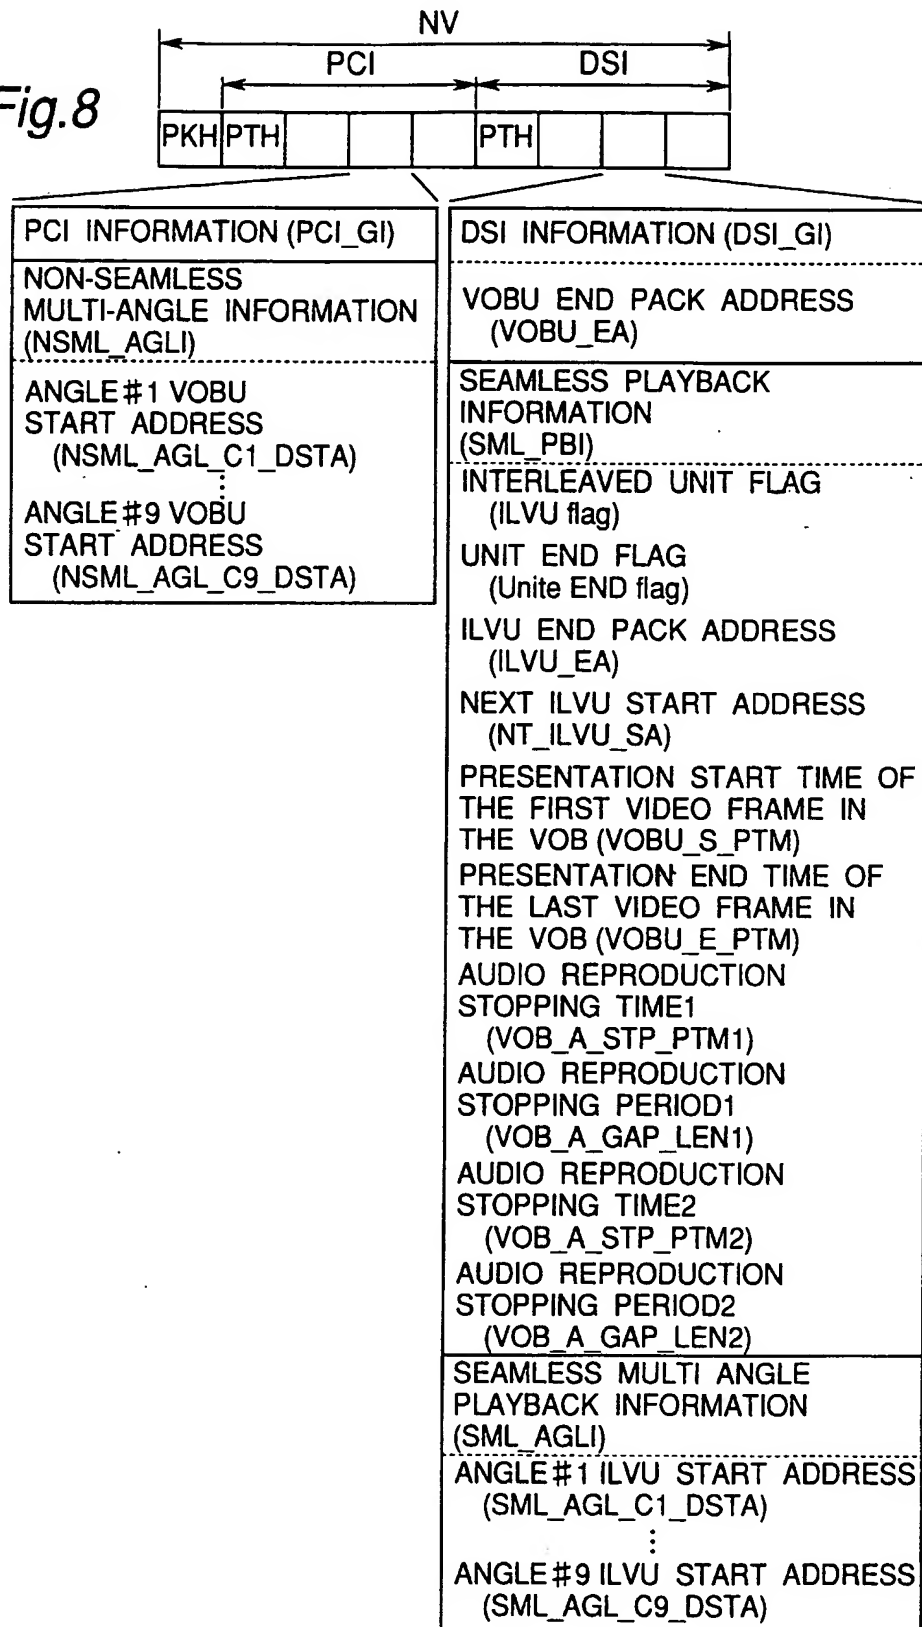 NV
PCI DSI
Fig.8
PKH PTH PTH
PCI INFORMATION (PCI_GI)
NON-SEAMLESS
MULTI-ANGLE INFORMATION
(NSML_AGLI)
ANGLE#1 VOBU
START ADDRESS
(NSML_AGL_C1_DSTA)
⋮
ANGLE#9 VOBU
START ADDRESS
(NSML_AGL_C9_DSTA)
DSI INFORMATION (DSI_GI)
VOBU END PACK ADDRESS
(VOBU_EA)
SEAMLESS PLAYBACK
INFORMATION
(SML_PBI)
INTERLEAVED UNIT FLAG
(ILVU flag)
UNIT END FLAG
(Unite END flag)
ILVU END PACK ADDRESS
(ILVU_EA)
NEXT ILVU START ADDRESS
(NT_ILVU_SA)
PRESENTATION START TIME OF
THE FIRST VIDEO FRAME IN
THE VOB (VOBU_S_PTM)
PRESENTATION END TIME OF
THE LAST VIDEO FRAME IN
THE VOB (VOBU_E_PTM)
AUDIO REPRODUCTION
STOPPING TIME1
(VOB_A_STP_PTM1)
AUDIO REPRODUCTION
STOPPING PERIOD1
(VOB_A_GAP_LEN1)
AUDIO REPRODUCTION
STOPPING TIME2
(VOB_A_STP_PTM2)
AUDIO REPRODUCTION
STOPPING PERIOD2
(VOB_A_GAP_LEN2)
SEAMLESS MULTI ANGLE
PLAYBACK INFORMATION
(SML_AGLI)
ANGLE#1 ILVU START ADDRESS
(SML_AGL_C1_DSTA)
⋮
ANGLE#9 ILVU START ADDRESS
(SML_AGL_C9_DSTA)